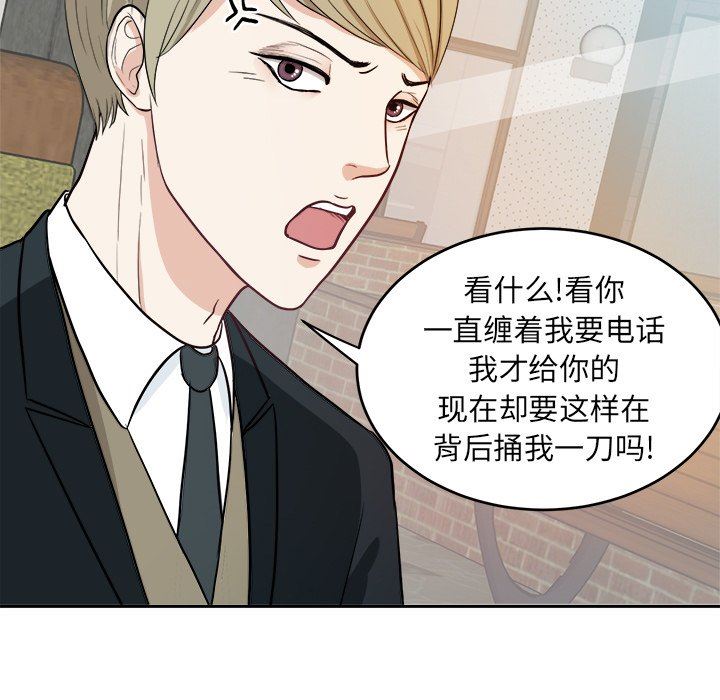 看什么!看你
一直缠着我要电话
我才给你的
现在却要这样在
背后捅我一刀吗!